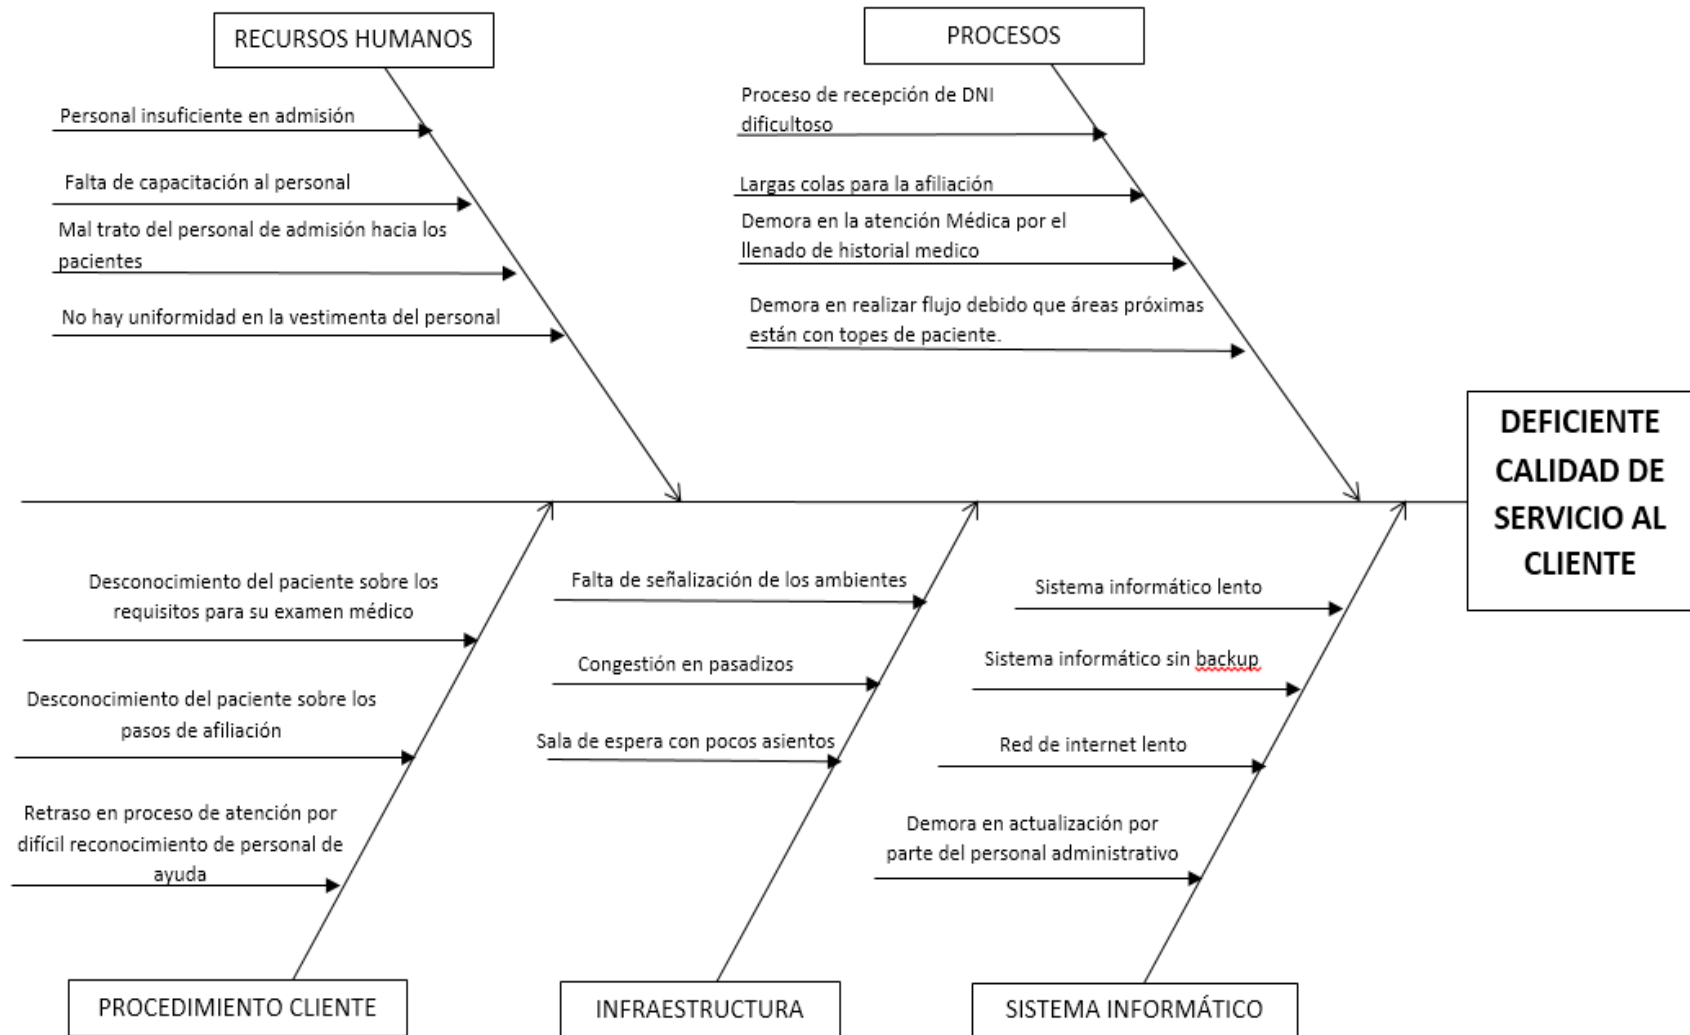 RECURSOS HUMANOS
Personal insuficiente en admisión
Falta de capacitación al personal
Mal trato del personal de admisión hacia los
pacientes
No hay uniformidad en la vestimenta del personal
PROCESOS
Proceso de recepción de DNI
dificultoso
Largas colas para la afiliación
Demora en la atención Médica por el
llenado de historial medico
Demora en realizar flujo debido que áreas próximas
están con topes de paciente.
DEFICIENTE
CALIDAD DE
SERVICIO AL
CLIENTE
Desconocimiento del paciente sobre los
requisitos para su examen médico
Desconocimiento del paciente sobre los
pasos de afiliación
Retraso en proceso de atención por
difícil reconocimiento de personal de
ayuda
PROCEDIMIENTO CLIENTE
Falta de señalización de los ambientes
Congestión en pasadizos
Sala de espera con pocos asientos
INFRAESTRUCTURA
Sistema informático lento
Sistema informático sin backup
Red de internet lento
Demora en actualización por
parte del personal administrativo
SISTEMA INFORMÁTICO